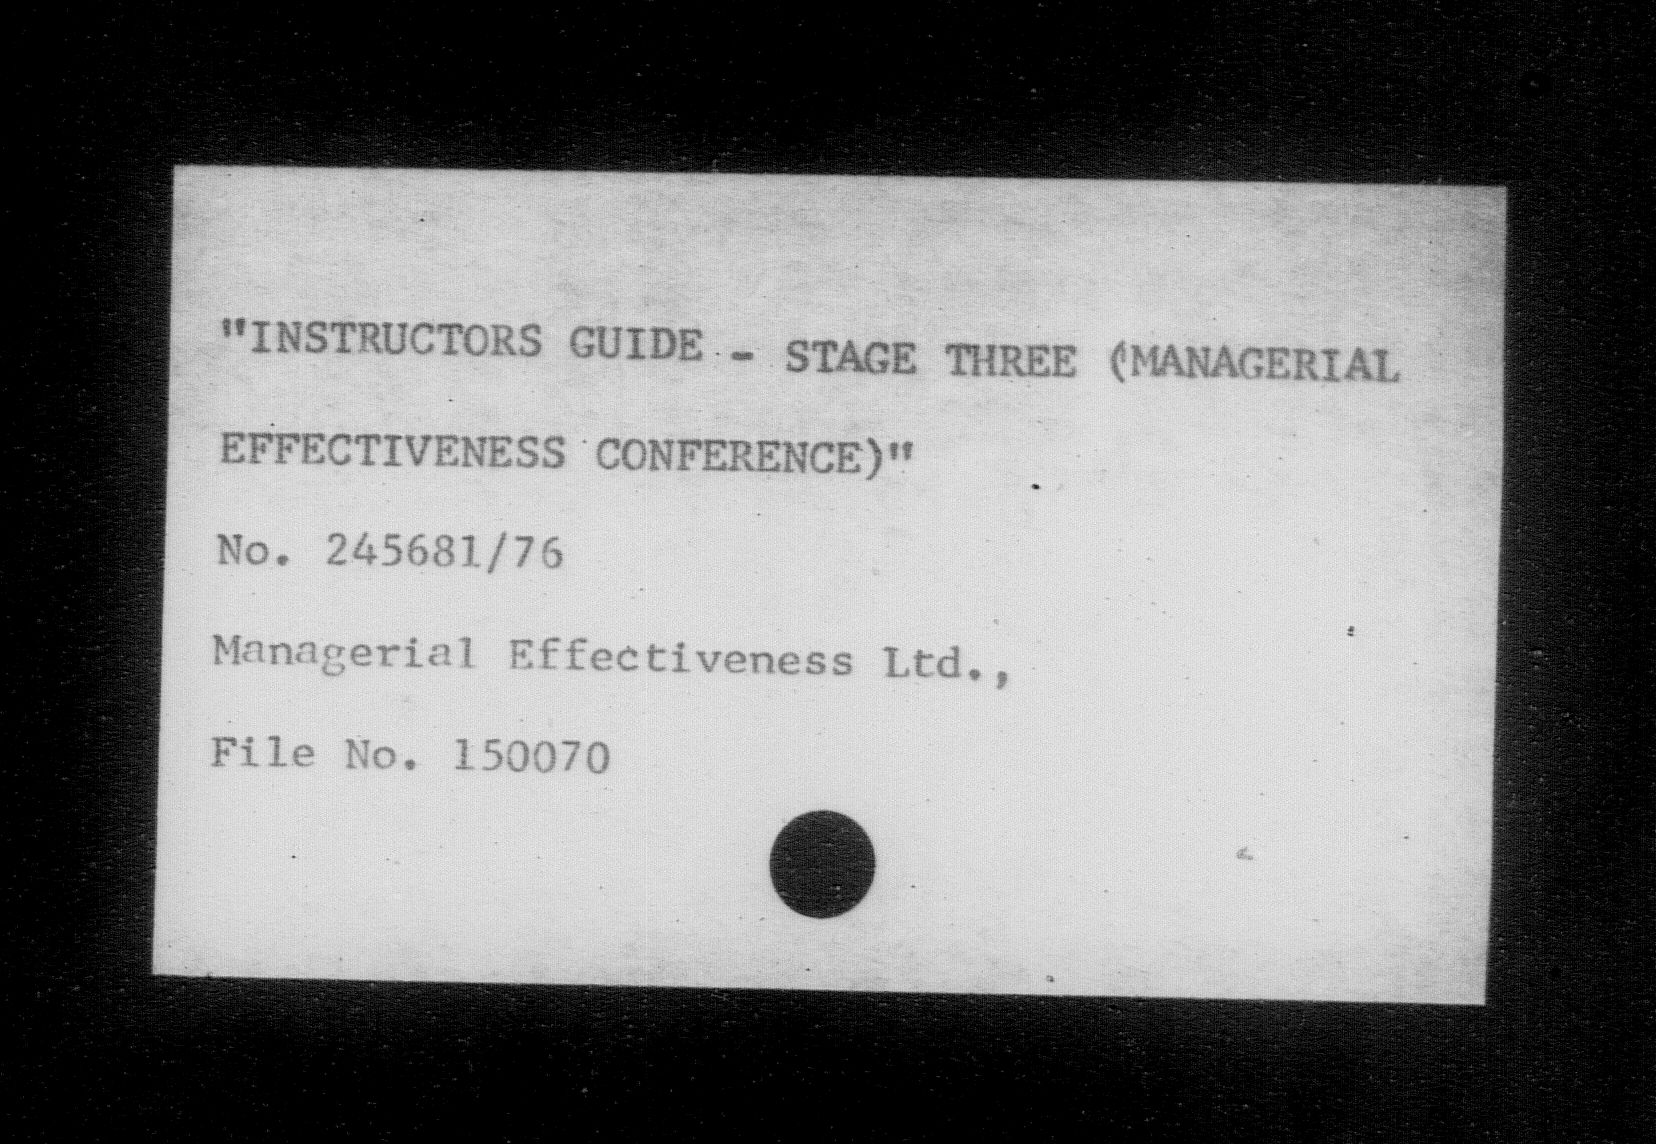 "INSTRUCTORS GUIDE - STAGE THREE (MANAGERIAL
EFFECTIVENESS CONFERENCE)"
No. 245681/76
Managerial Effectiveness Ltd.,
File No. 150070